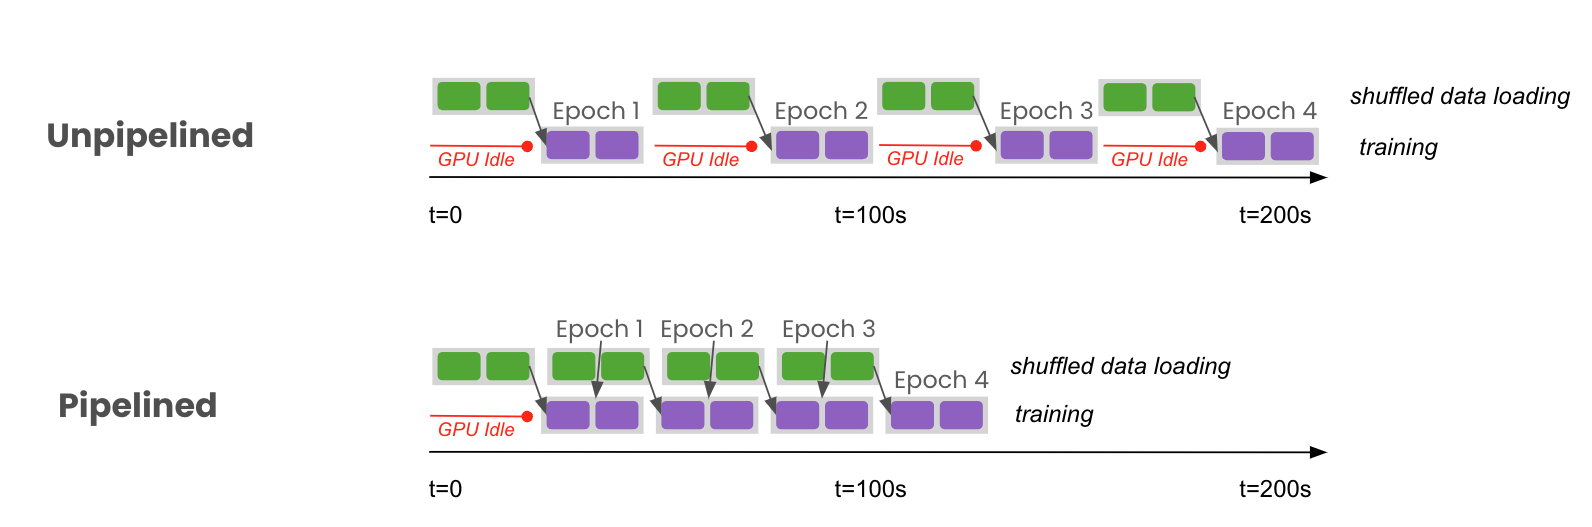 Unpipelined
Epoch 1 Epoch 2 Epoch 3 Epoch 4
shuffled data loading
GPU Idle GPU Idle GPU Idle GPU Idle
training
t=0 t=100s t=200s
Pipelined
Epoch 1 Epoch 2 Epoch 3
shuffled data loading
Epoch 4
GPU Idle
training
t=0 t=100s t=200s